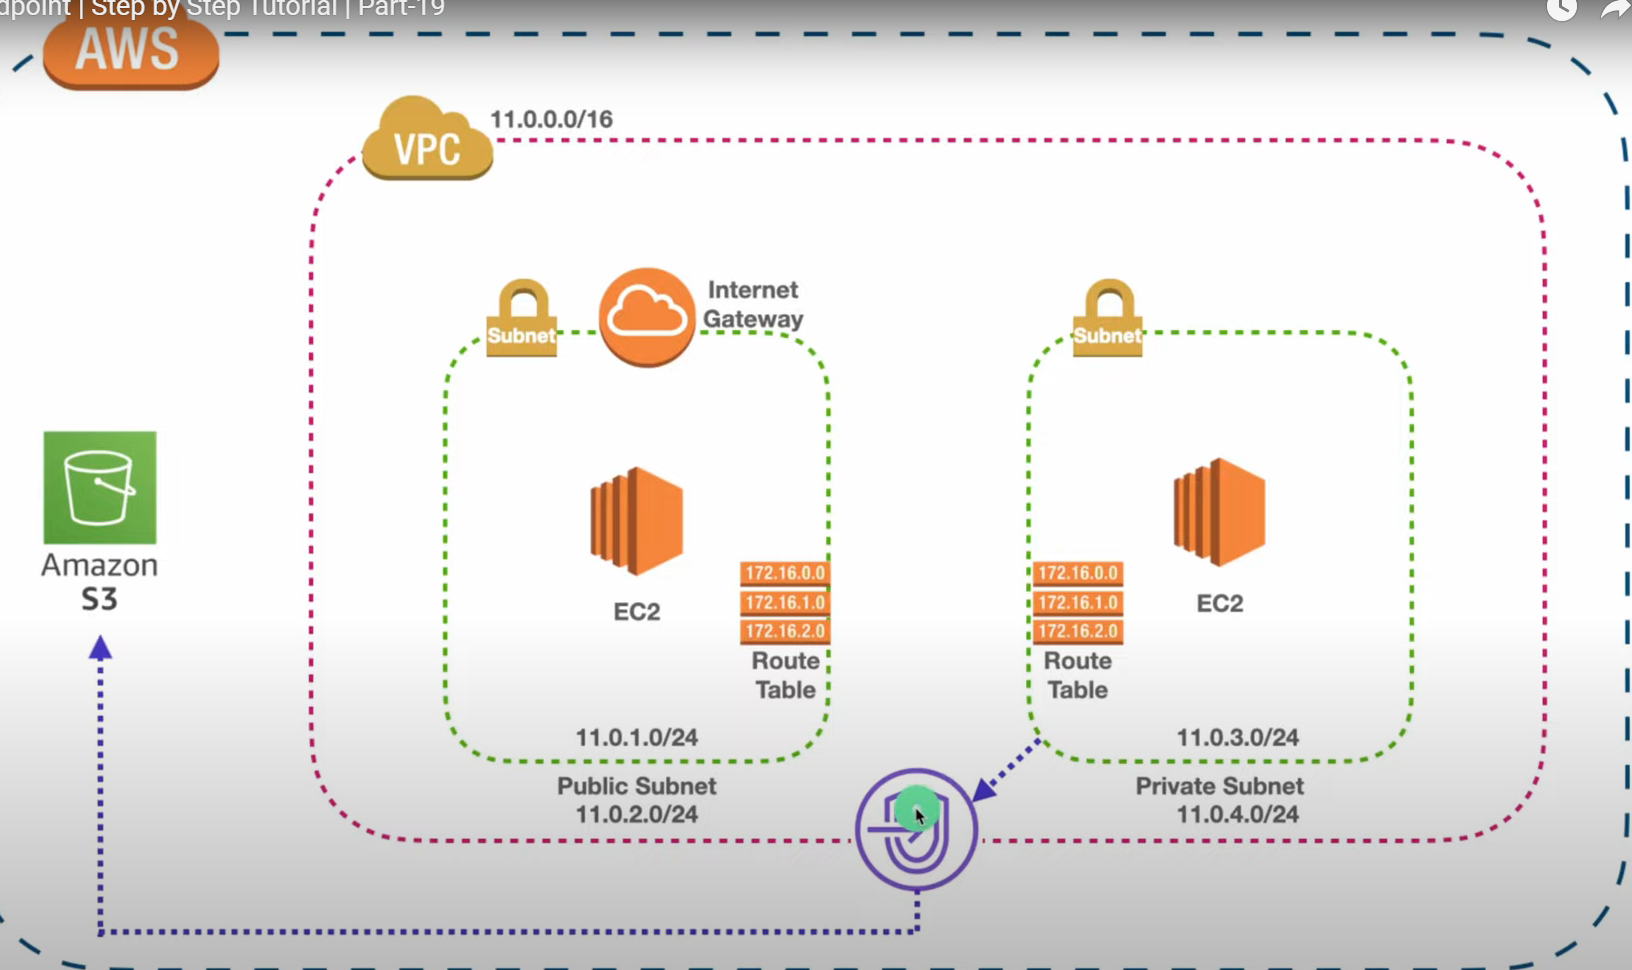 | Step by Step Tutorial | Part-19
AWS
VPC
11.0.0.0/16
Subnet
Internet
Gateway
Subnet
Amazon
S3
EC2
172.16.0.0
172.16.1.0
172.16.2.0
Route
Table
11.0.1.0/24
Public Subnet
11.0.2.0/24
172.16.0.0
172.16.1.0
172.16.2.0
Route
Table
EC2
11.0.3.0/24
Private Subnet
11.0.4.0/24